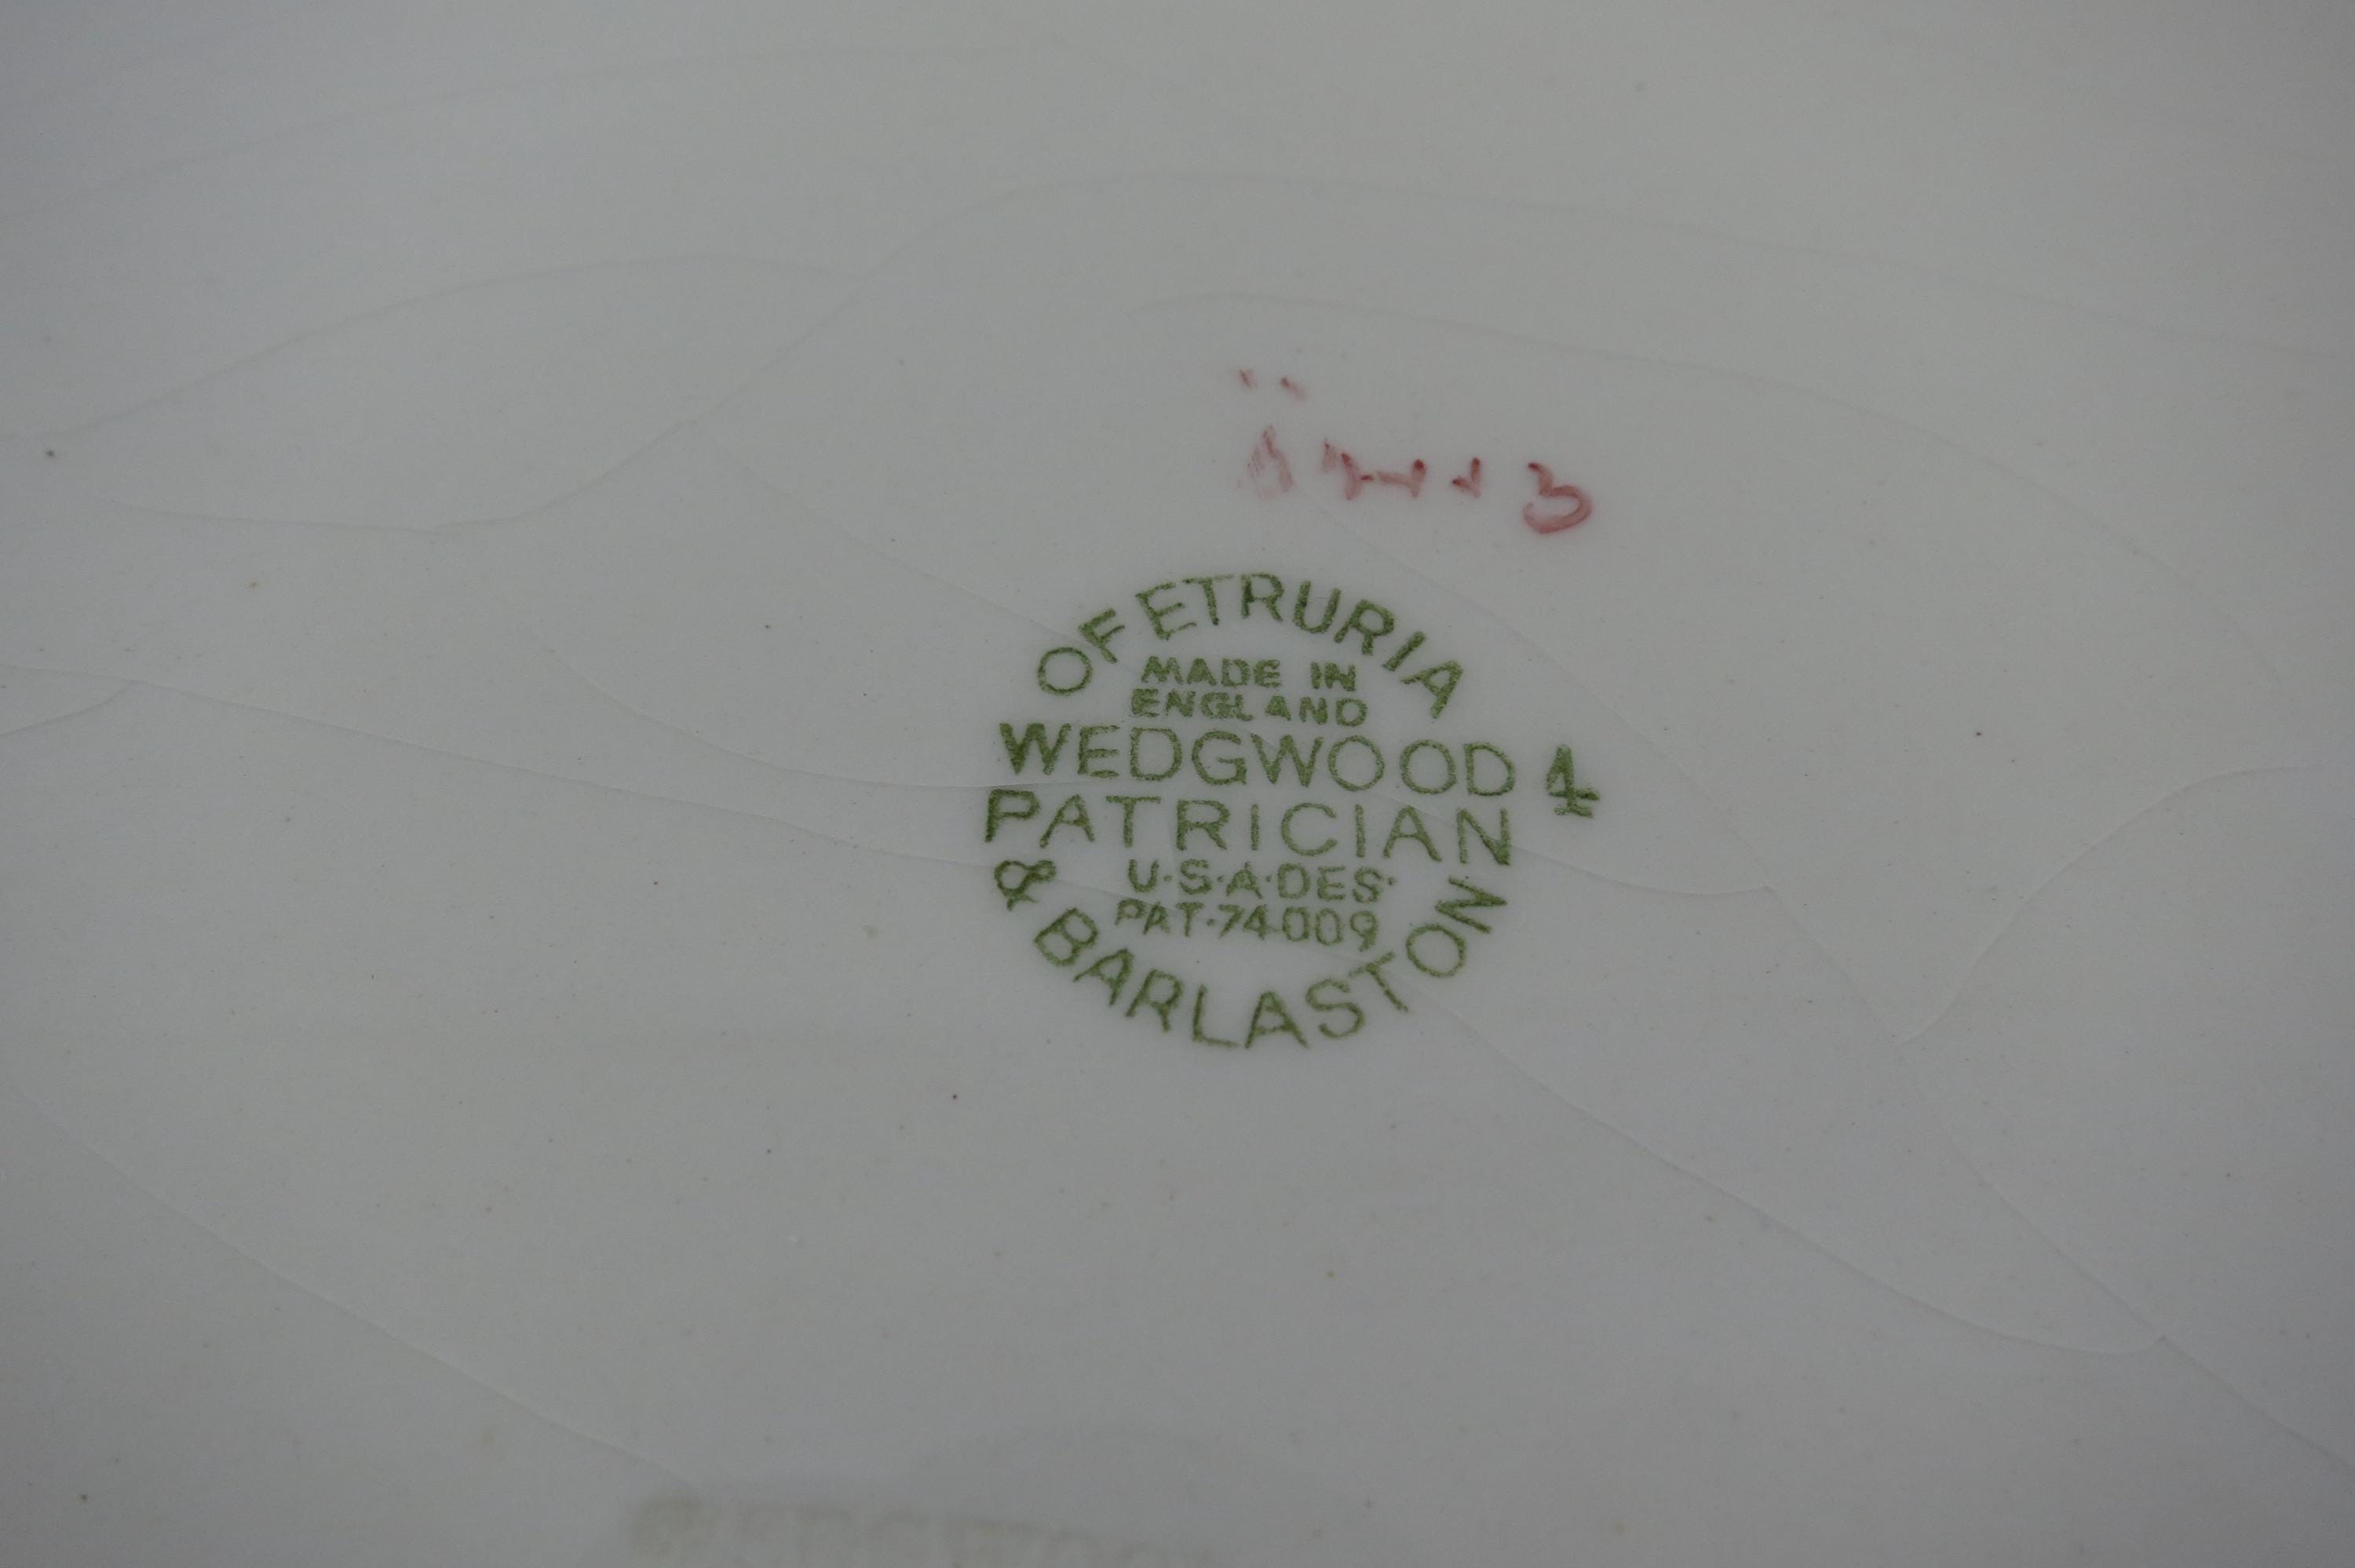 OF ETRURIA
MADE IN
ENGLAND
WEDGWOOD 4
PATRICIAN
U·S·A·DES·
PAT·74009
& BARLASTON